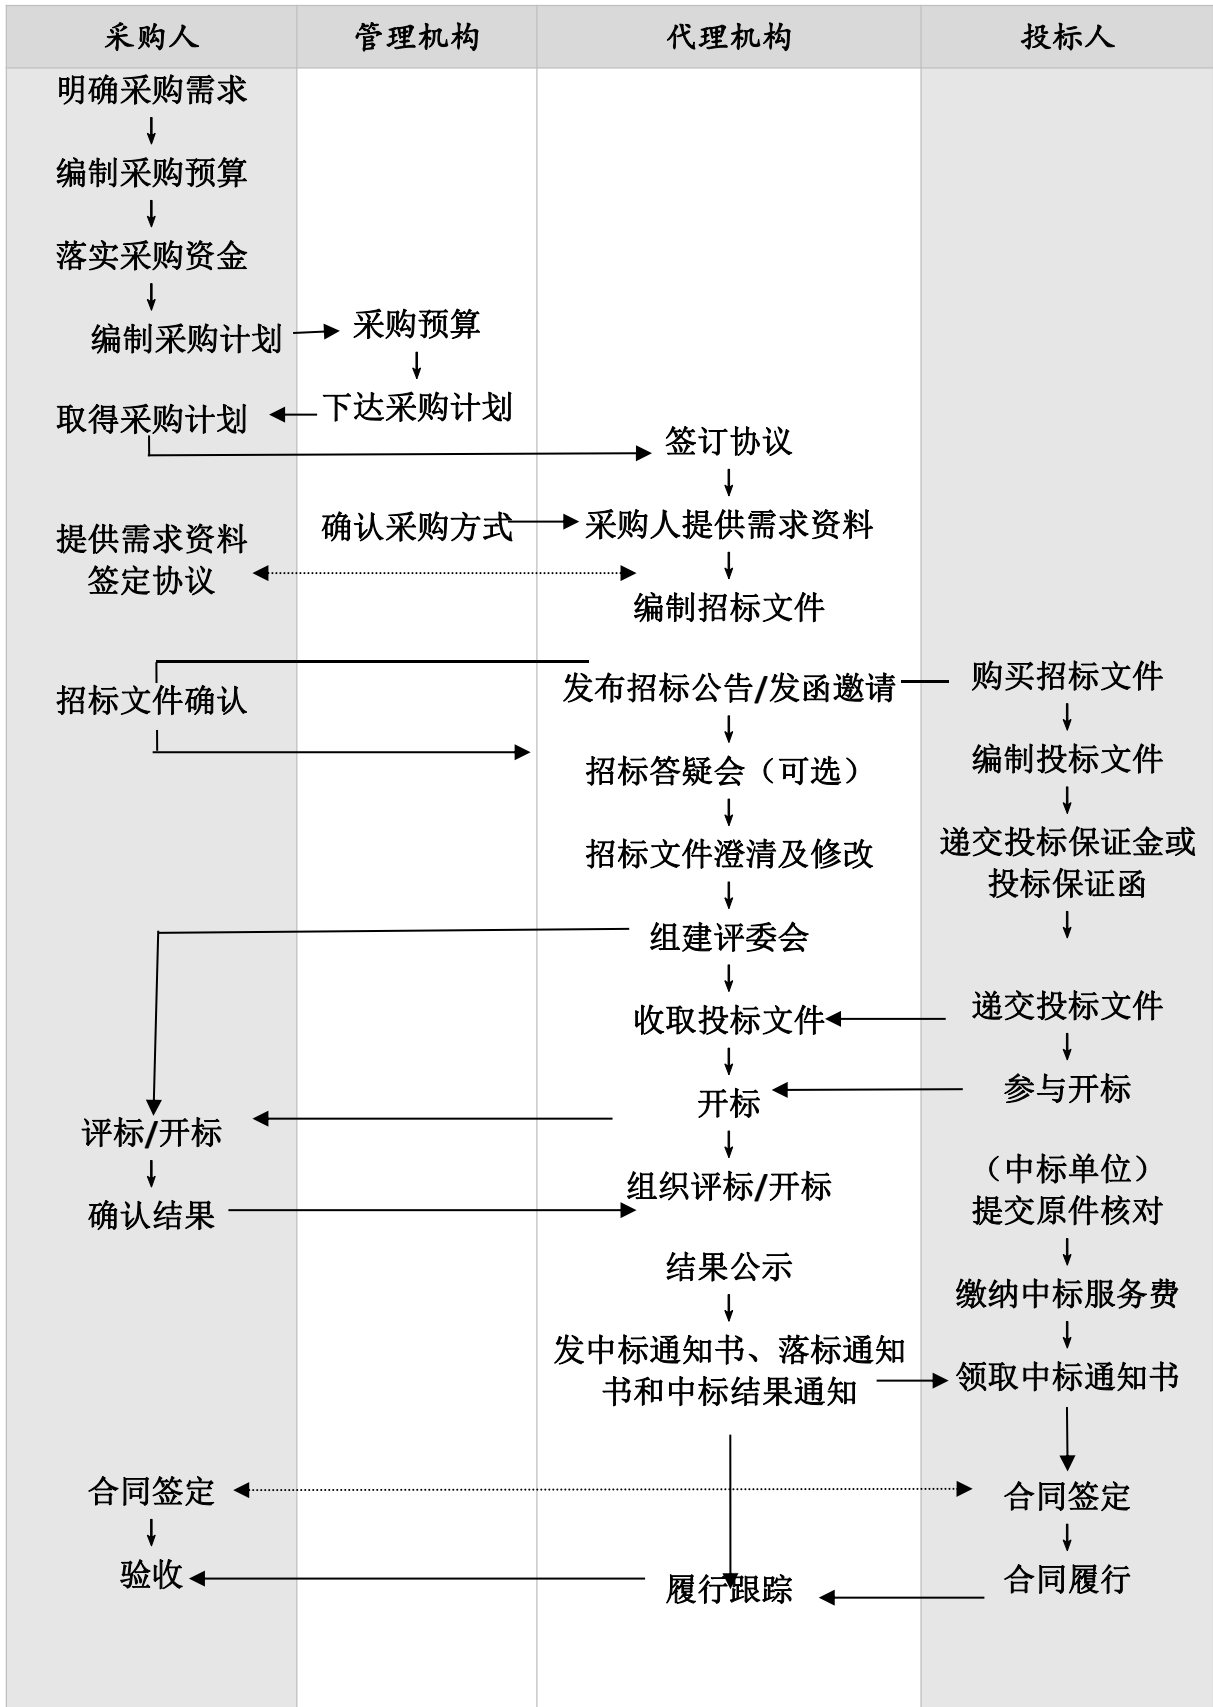 采购人
管理机构
代理机构
投标人
明确采购需求
↓
编制采购预算
↓
落实采购资金
↓
编制采购计划
采购预算
↓
下达采购计划
取得采购计划
签订协议
↓
确认采购方式
采购人提供需求资料
提供需求资料
签定协议
↓
编制招标文件
招标文件确认
发布招标公告/发函邀请
购买招标文件
↓
↓
招标答疑会（可选）
编制投标文件
↓
↓
招标文件澄清及修改
递交投标保证金或
投标保证函
↓
↓
组建评委会
↓
收取投标文件
递交投标文件
↓
↓
开标
参与开标
评标/开标
↓
↓
组织评标/开标
（中标单位）
提交原件核对
确认结果
↓
结果公示
缴纳中标服务费
↓
↓
发中标通知书、落标通知
书和中标结果通知
领取中标通知书
合同签定
合同签定
↓
↓
验收
履行跟踪
合同履行